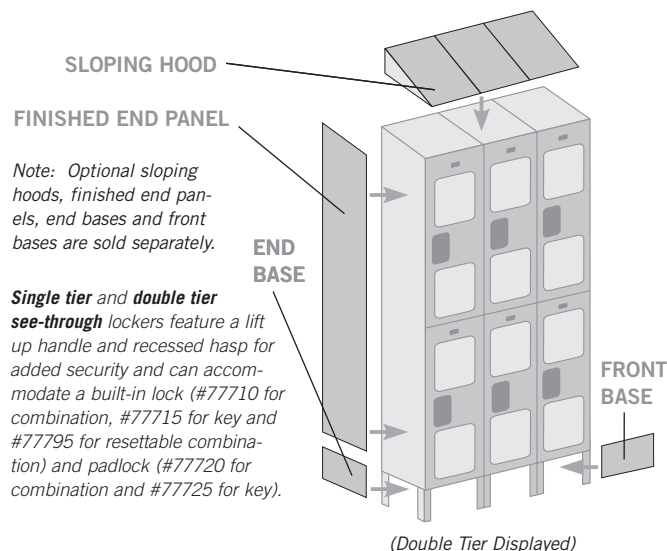 SLOPING HOOD
FINISHED END PANEL
Note: Optional sloping
hoods, finished end pan-
els, end bases and front
bases are sold separately.
END
BASE
Single tier and double tier
see-through lockers feature a lift
up handle and recessed hasp for
added security and can accom-
modate a built-in lock (#77710 for
combination, #77715 for key and
#77795 for resettable combina-
tion) and padlock (#77720 for
combination and #77725 for key).
FRONT
BASE
(Double Tier Displayed)